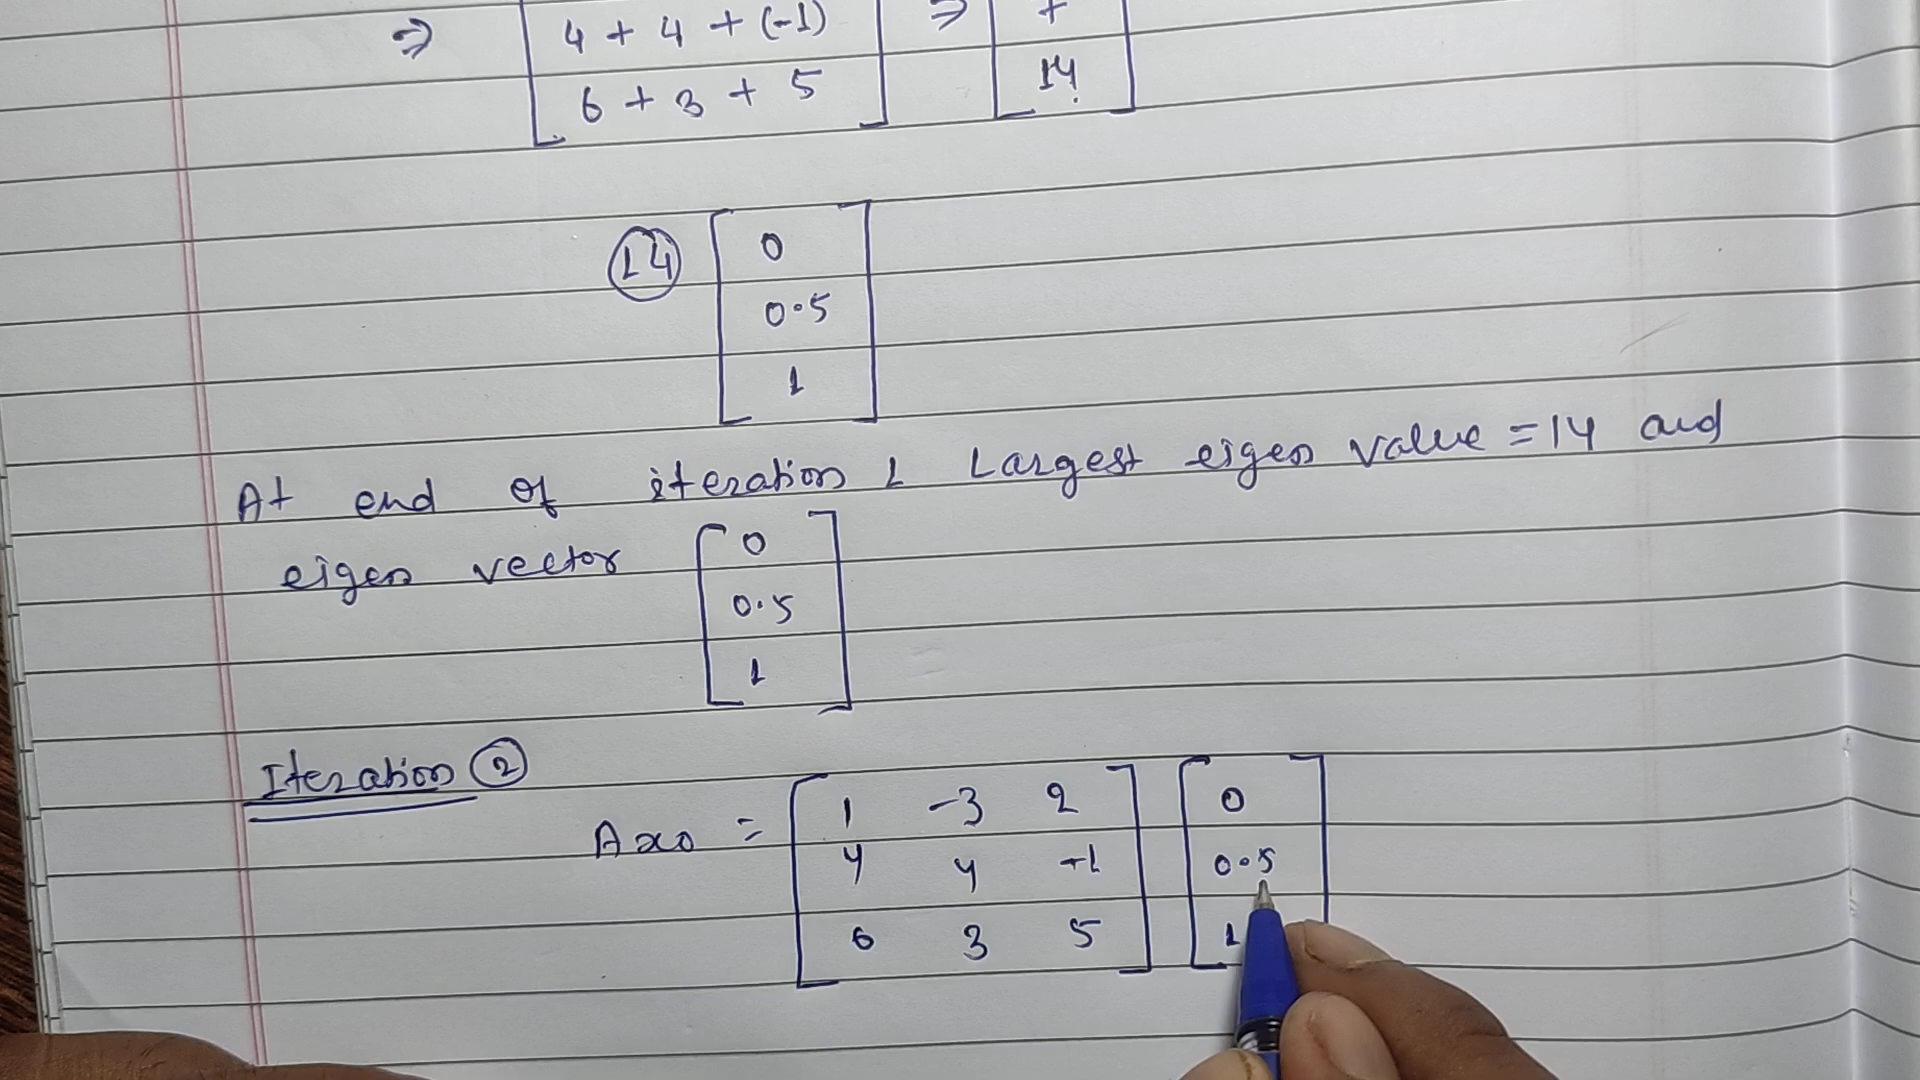 ⇒ [ 4 + 4 + (-1) ⇒ [ 7
6 + 3 + 5 ] 14 ]
(14) [ 0
0.5
1 ]
At end of iteration 1 Largest eigen value = 14 and
eigen vector [ 0
0.5
1 ]
Iteration (2)
Ax0 = [ 1 -3 2 ] [ 0 ]
4 4 -1 0.5
6 3 5 1